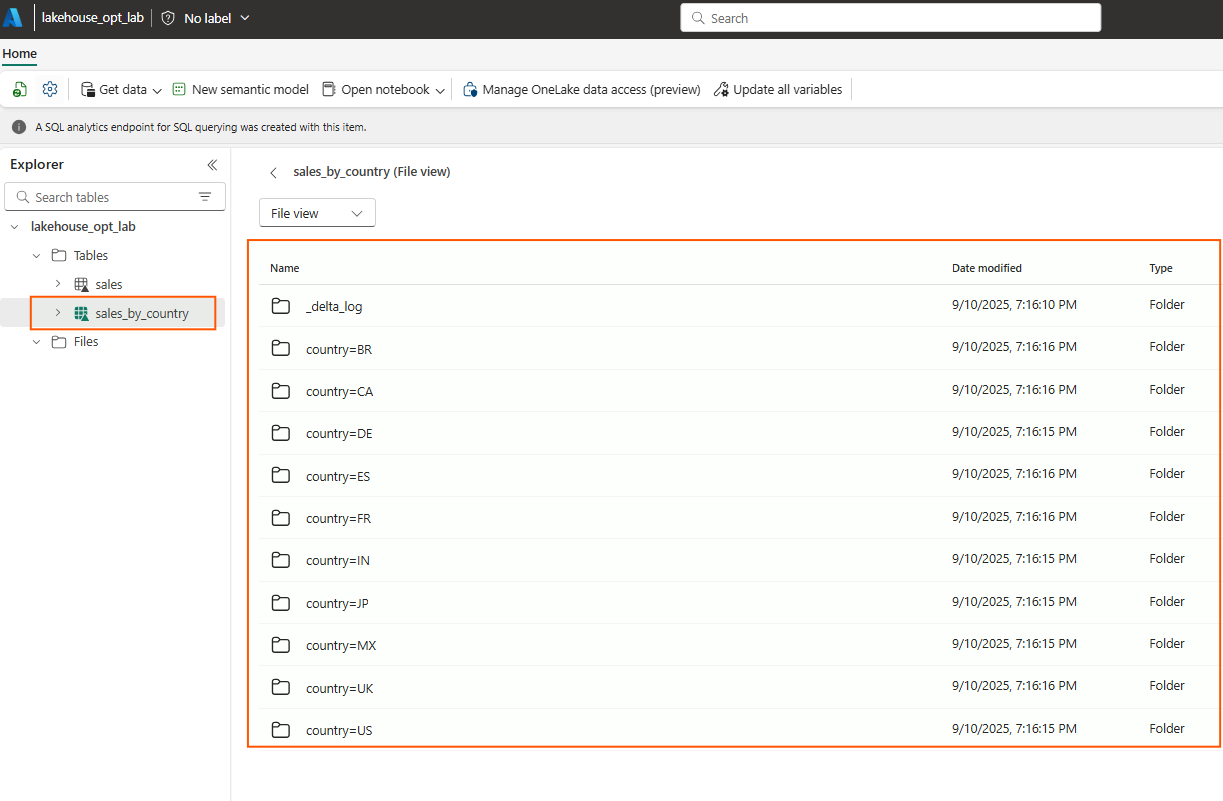 lakehouse_opt_lab No label Search
Home
Get data New semantic model Open notebook Manage OneLake data access (preview) Update all variables
A SQL analytics endpoint for SQL querying was created with this item.
Explorer
Search tables
lakehouse_opt_lab
Tables
sales
sales_by_country
Files
sales_by_country (File view)
File view
Name Date modified Type
_delta_log 9/10/2025, 7:16:10 PM Folder
country=BR 9/10/2025, 7:16:16 PM Folder
country=CA 9/10/2025, 7:16:16 PM Folder
country=DE 9/10/2025, 7:16:15 PM Folder
country=ES 9/10/2025, 7:16:16 PM Folder
country=FR 9/10/2025, 7:16:16 PM Folder
country=IN 9/10/2025, 7:16:15 PM Folder
country=JP 9/10/2025, 7:16:15 PM Folder
country=MX 9/10/2025, 7:16:15 PM Folder
country=UK 9/10/2025, 7:16:16 PM Folder
country=US 9/10/2025, 7:16:15 PM Folder